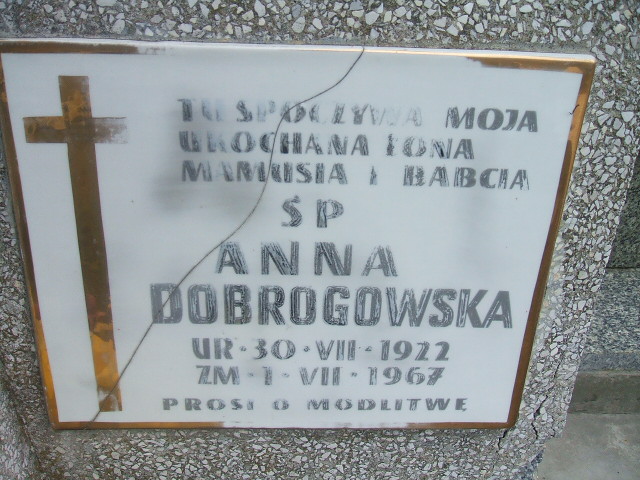 TU SPOCZYWA MOJA
UKOCHANA ŻONA
MAMUSIA I BABCIA
ŚP
ANNA
DOBROGOWSKA
UR·30·VII·1922
ZM·1·VII·1967
PROSI O MODLITWĘ